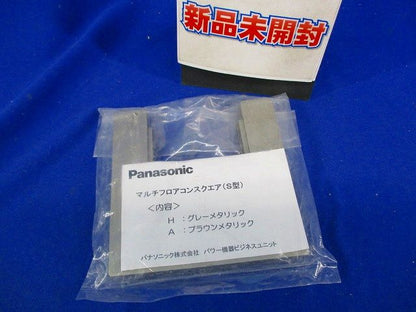 新品未開封
Panasonic
マルチフロアコンスクエア(S型)
<内容>
H :グレーメタリック
A :ブラウンメタリック
パナソニック株式会社 パワー機器ビジネスユニット